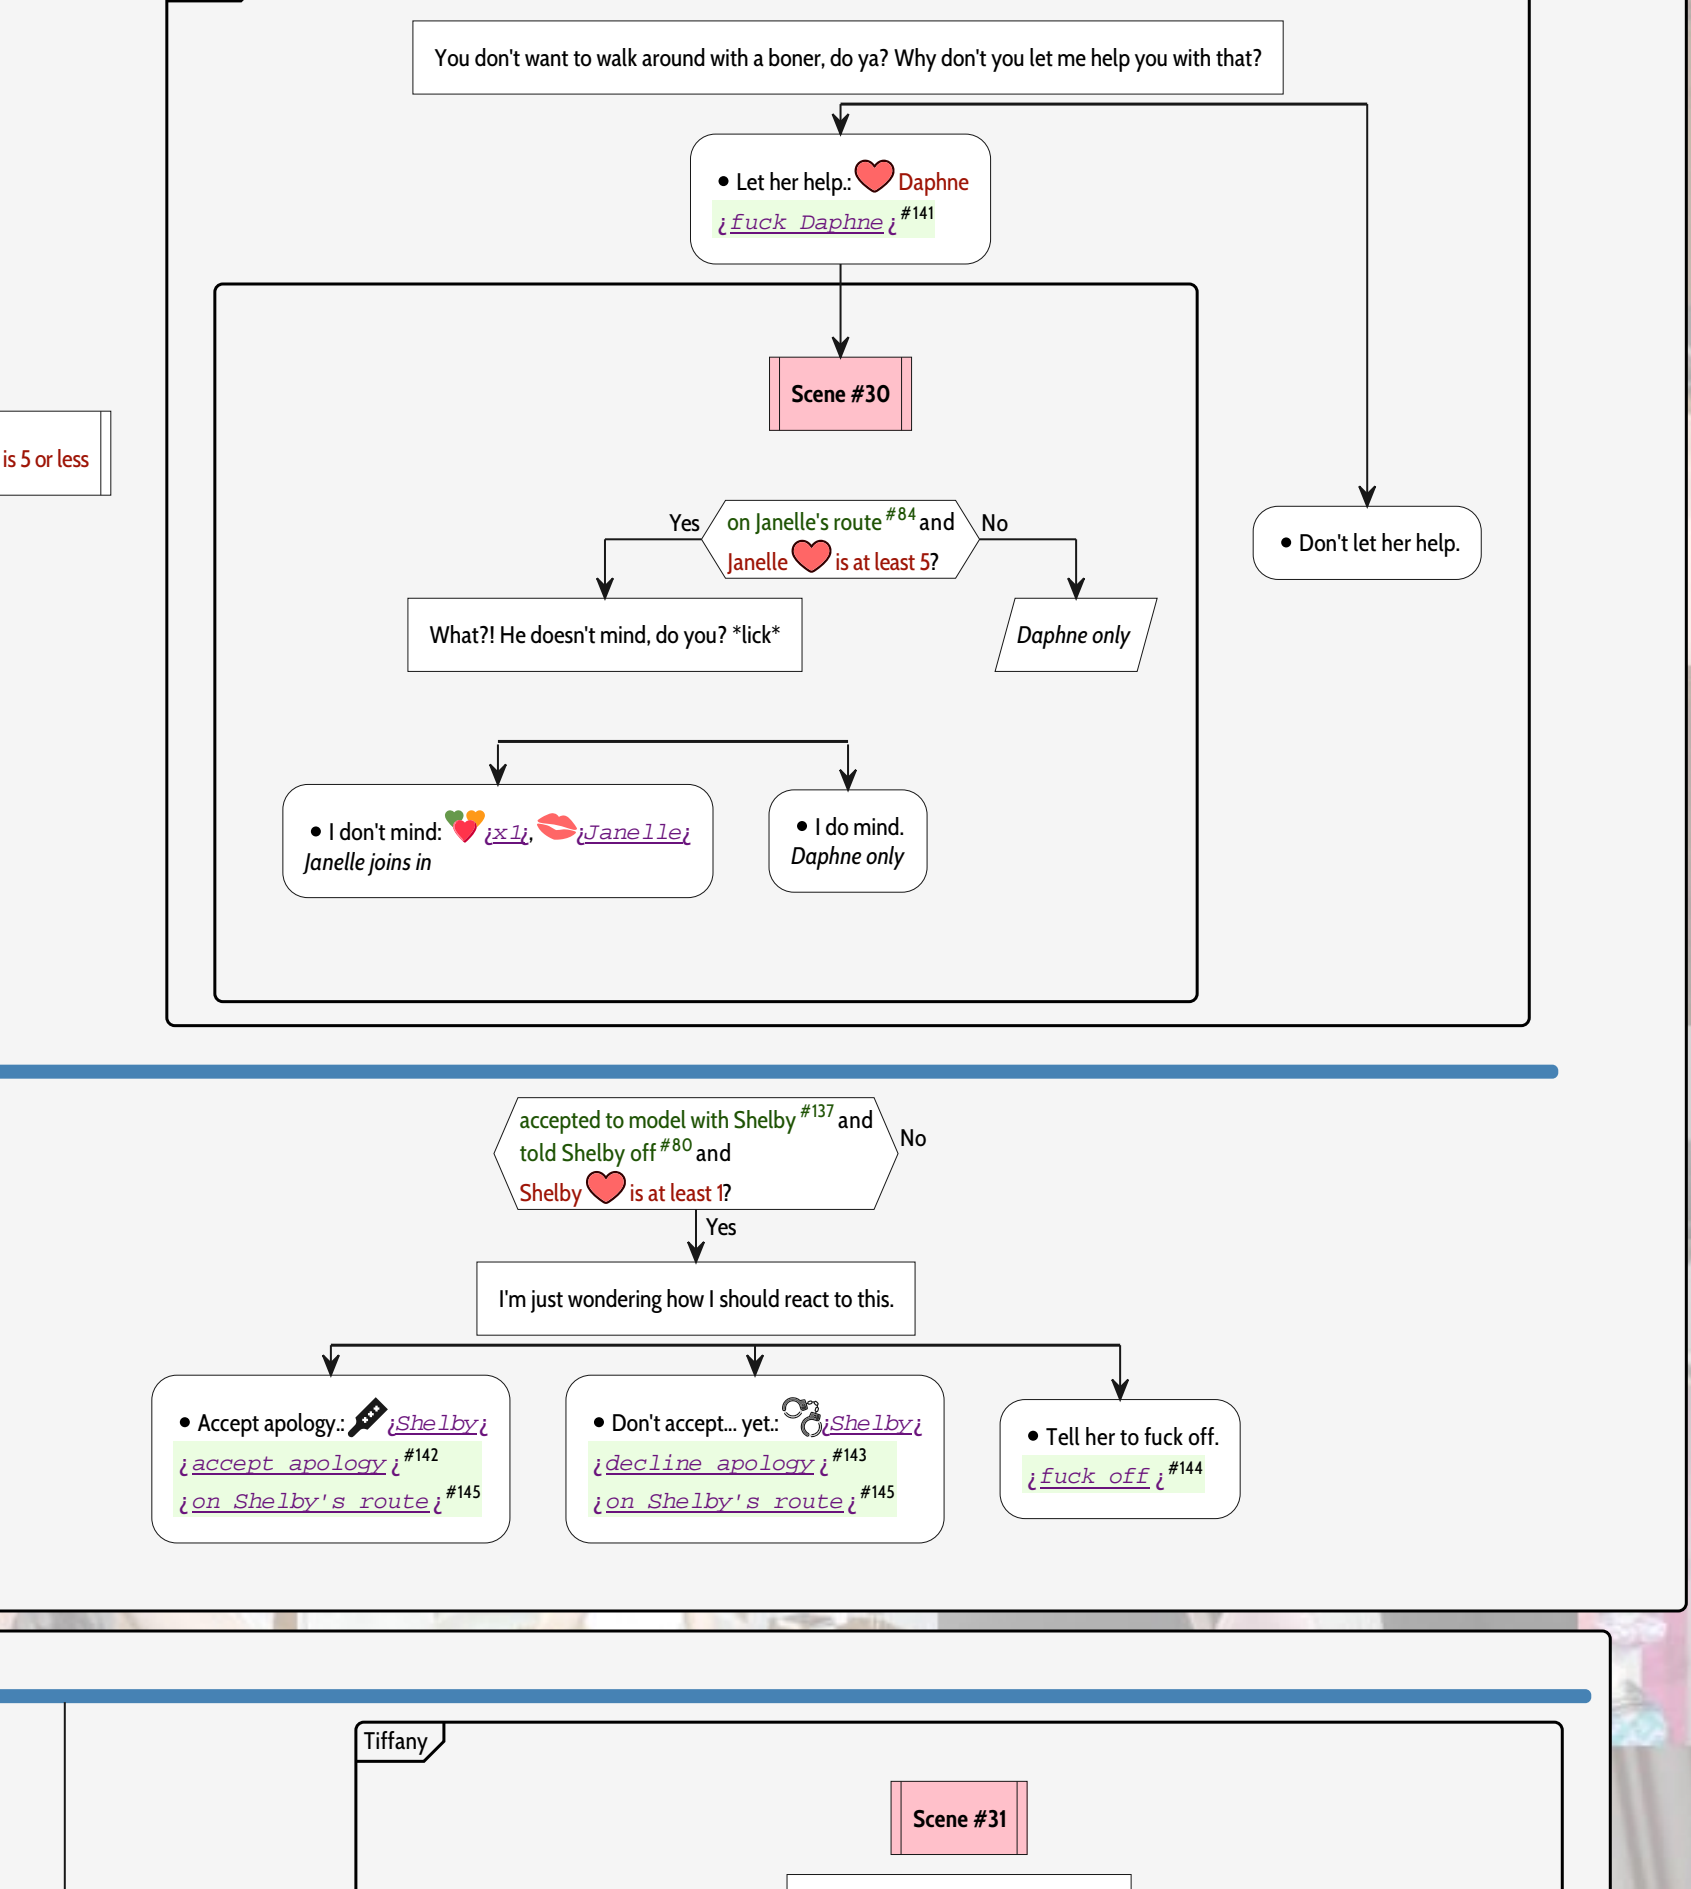 You don't want to walk around with a boner, do ya? Why don't you let me help you with that?
● Let her help.: Daphne
¿fuck Daphne¿ #141
Scene #30
is 5 or less
Yes
on Janelle's route #84 and
Janelle is at least 5?
No
● Don't let her help.
What?! He doesn't mind, do you? *lick*
Daphne only
● I don't mind: ¿x1¿, ¿Janelle¿
Janelle joins in
● I do mind.
Daphne only
accepted to model with Shelby #137 and
told Shelby off #80 and
Shelby is at least 1?
No
Yes
I'm just wondering how I should react to this.
● Accept apology.: ¿Shelby¿
¿accept apology¿ #142
¿on Shelby's route¿ #145
● Don't accept... yet.: ¿Shelby¿
¿decline apology¿ #143
¿on Shelby's route¿ #145
● Tell her to fuck off.
¿fuck off¿ #144
Tiffany
Scene #31